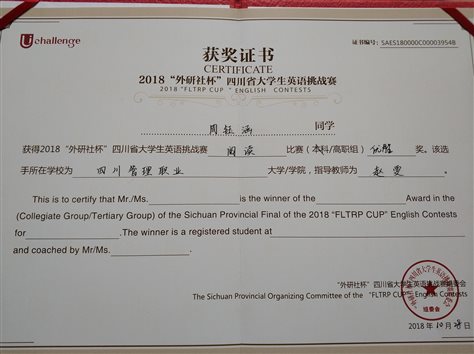 Uchallenge
证书编号: SAES180000C00003954B
获奖证书
CERTIFICATE
2018 “外研社杯” 四川省大学生英语挑战赛
2018 “FLTRP CUP” ENGLISH CONTESTS
周钰涵 同学
获得2018 “外研社杯” 四川省大学生英语挑战赛 阅读 比赛 (本科/高职组) 优胜 奖。该选
手所在学校为 四川管理职业 大学/学院, 指导教师为 赵雯
This is to certify that Mr./Ms. is the winner of the Award in the
(Collegiate Group/Tertiary Group) of the Sichuan Provincial Final of the 2018 “FLTRP CUP” English Contests
for .The winner is a registered student at
and coached by Mr/Ms.
“外研社杯” 四川省大学生英语挑战赛组委会
The Sichuan Provincial Organizing Committee of the “FLTRP CUP” English Contests
组委会
2018 年 10 月 日